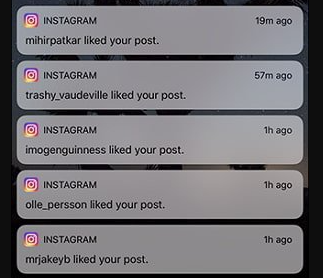 INSTAGRAM 19m ago
mihirpatkar liked your post.
INSTAGRAM 57m ago
trashy_vaudeville liked your post.
INSTAGRAM 1h ago
imogenguinness liked your post.
INSTAGRAM 1h ago
olle_persson liked your post.
INSTAGRAM 1h ago
mrjakeyb liked your post.